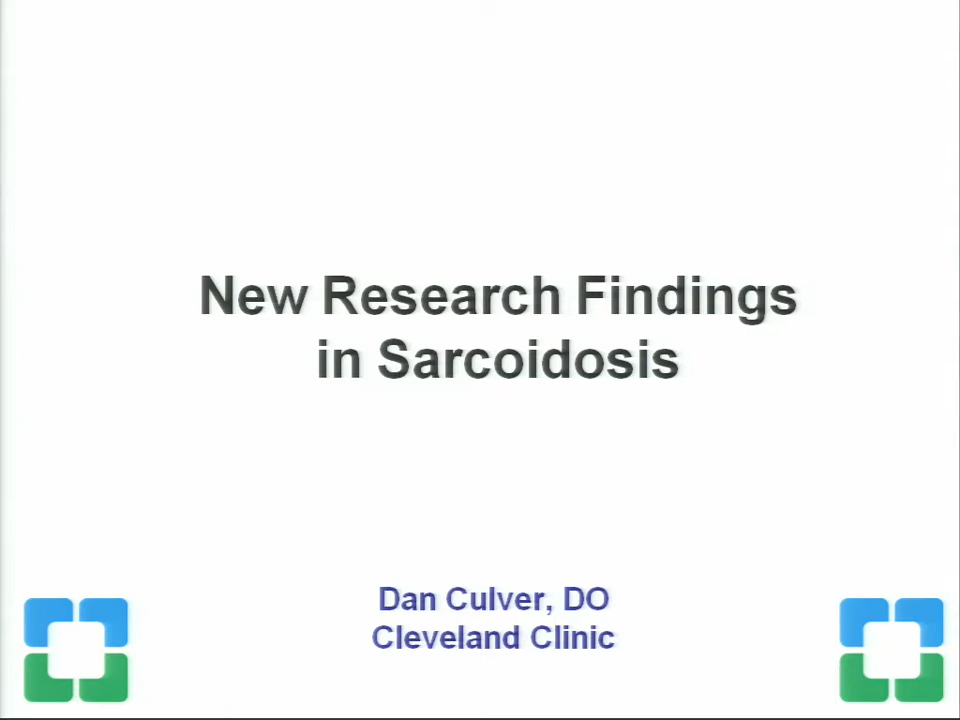 New Research Findings
in Sarcoidosis
Dan Culver, DO
Cleveland Clinic